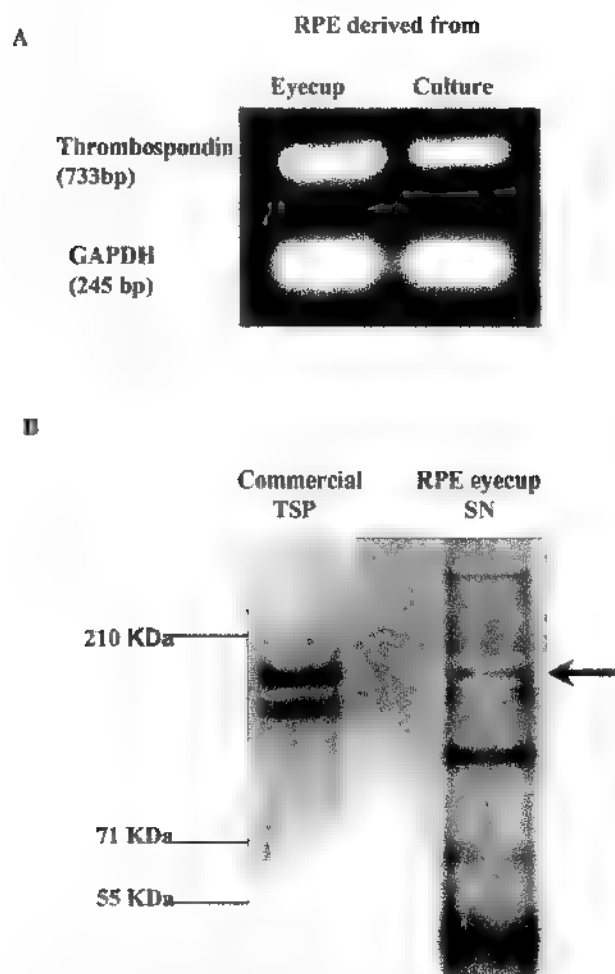 A
RPE derived from
Eyecup Culture
Thrombospondin
(733bp)
GAPDH
(245 bp)
B
Commercial RPE eyecup
TSP SN
210 KDa
71 KDa
55 KDa